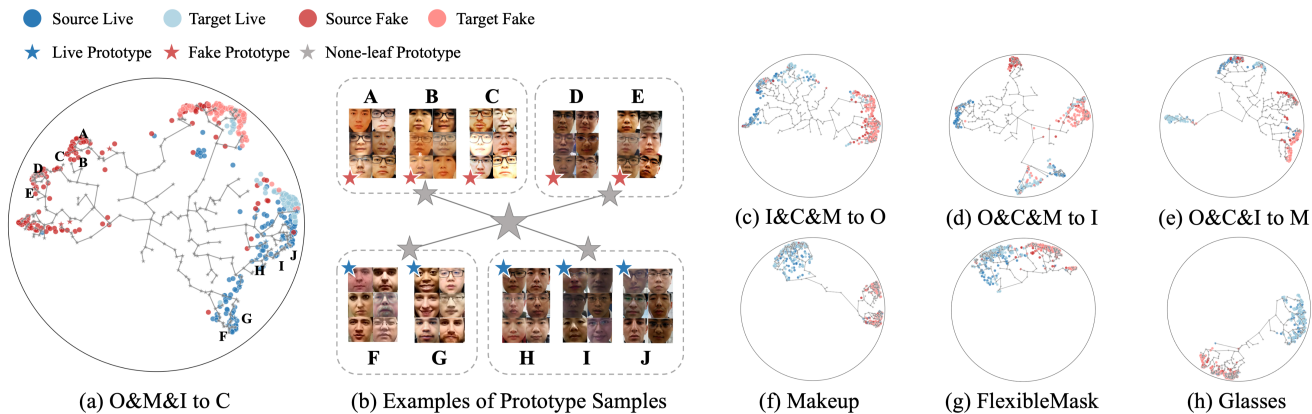 Source Live Target Live Source Fake Target Fake
Live Prototype Fake Prototype None-leaf Prototype
A
B
C
D
E
F
G
H
I
J
(a) O&M&I to C
A B C D E
F G H I J
(b) Examples of Prototype Samples
(c) I&C&M to O
(d) O&C&M to I
(e) O&C&I to M
(f) Makeup
(g) FlexibleMask
(h) Glasses